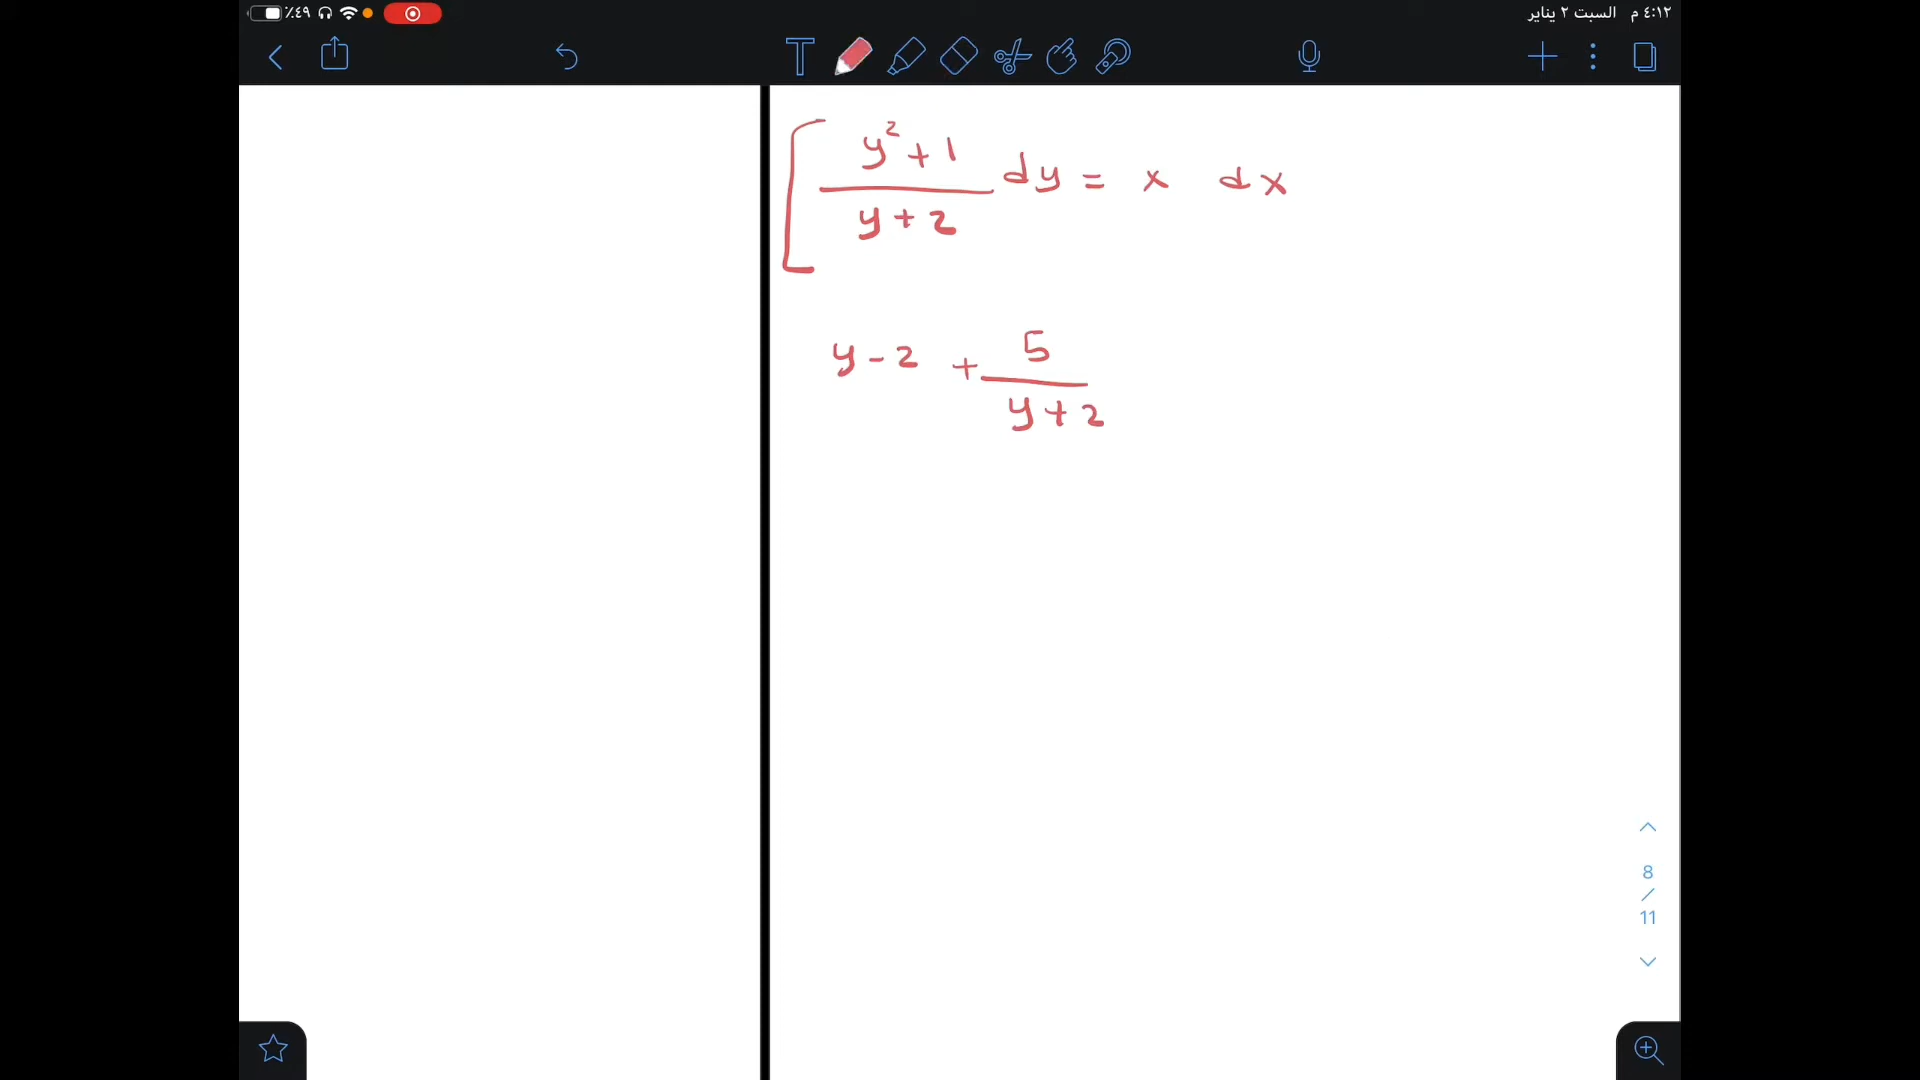 ٪٤٩
٤:١٢ م السبت ٢ يناير
y² + 1
dy = x dx
y + 2
y - 2 + 5
y + 2
8
/
11